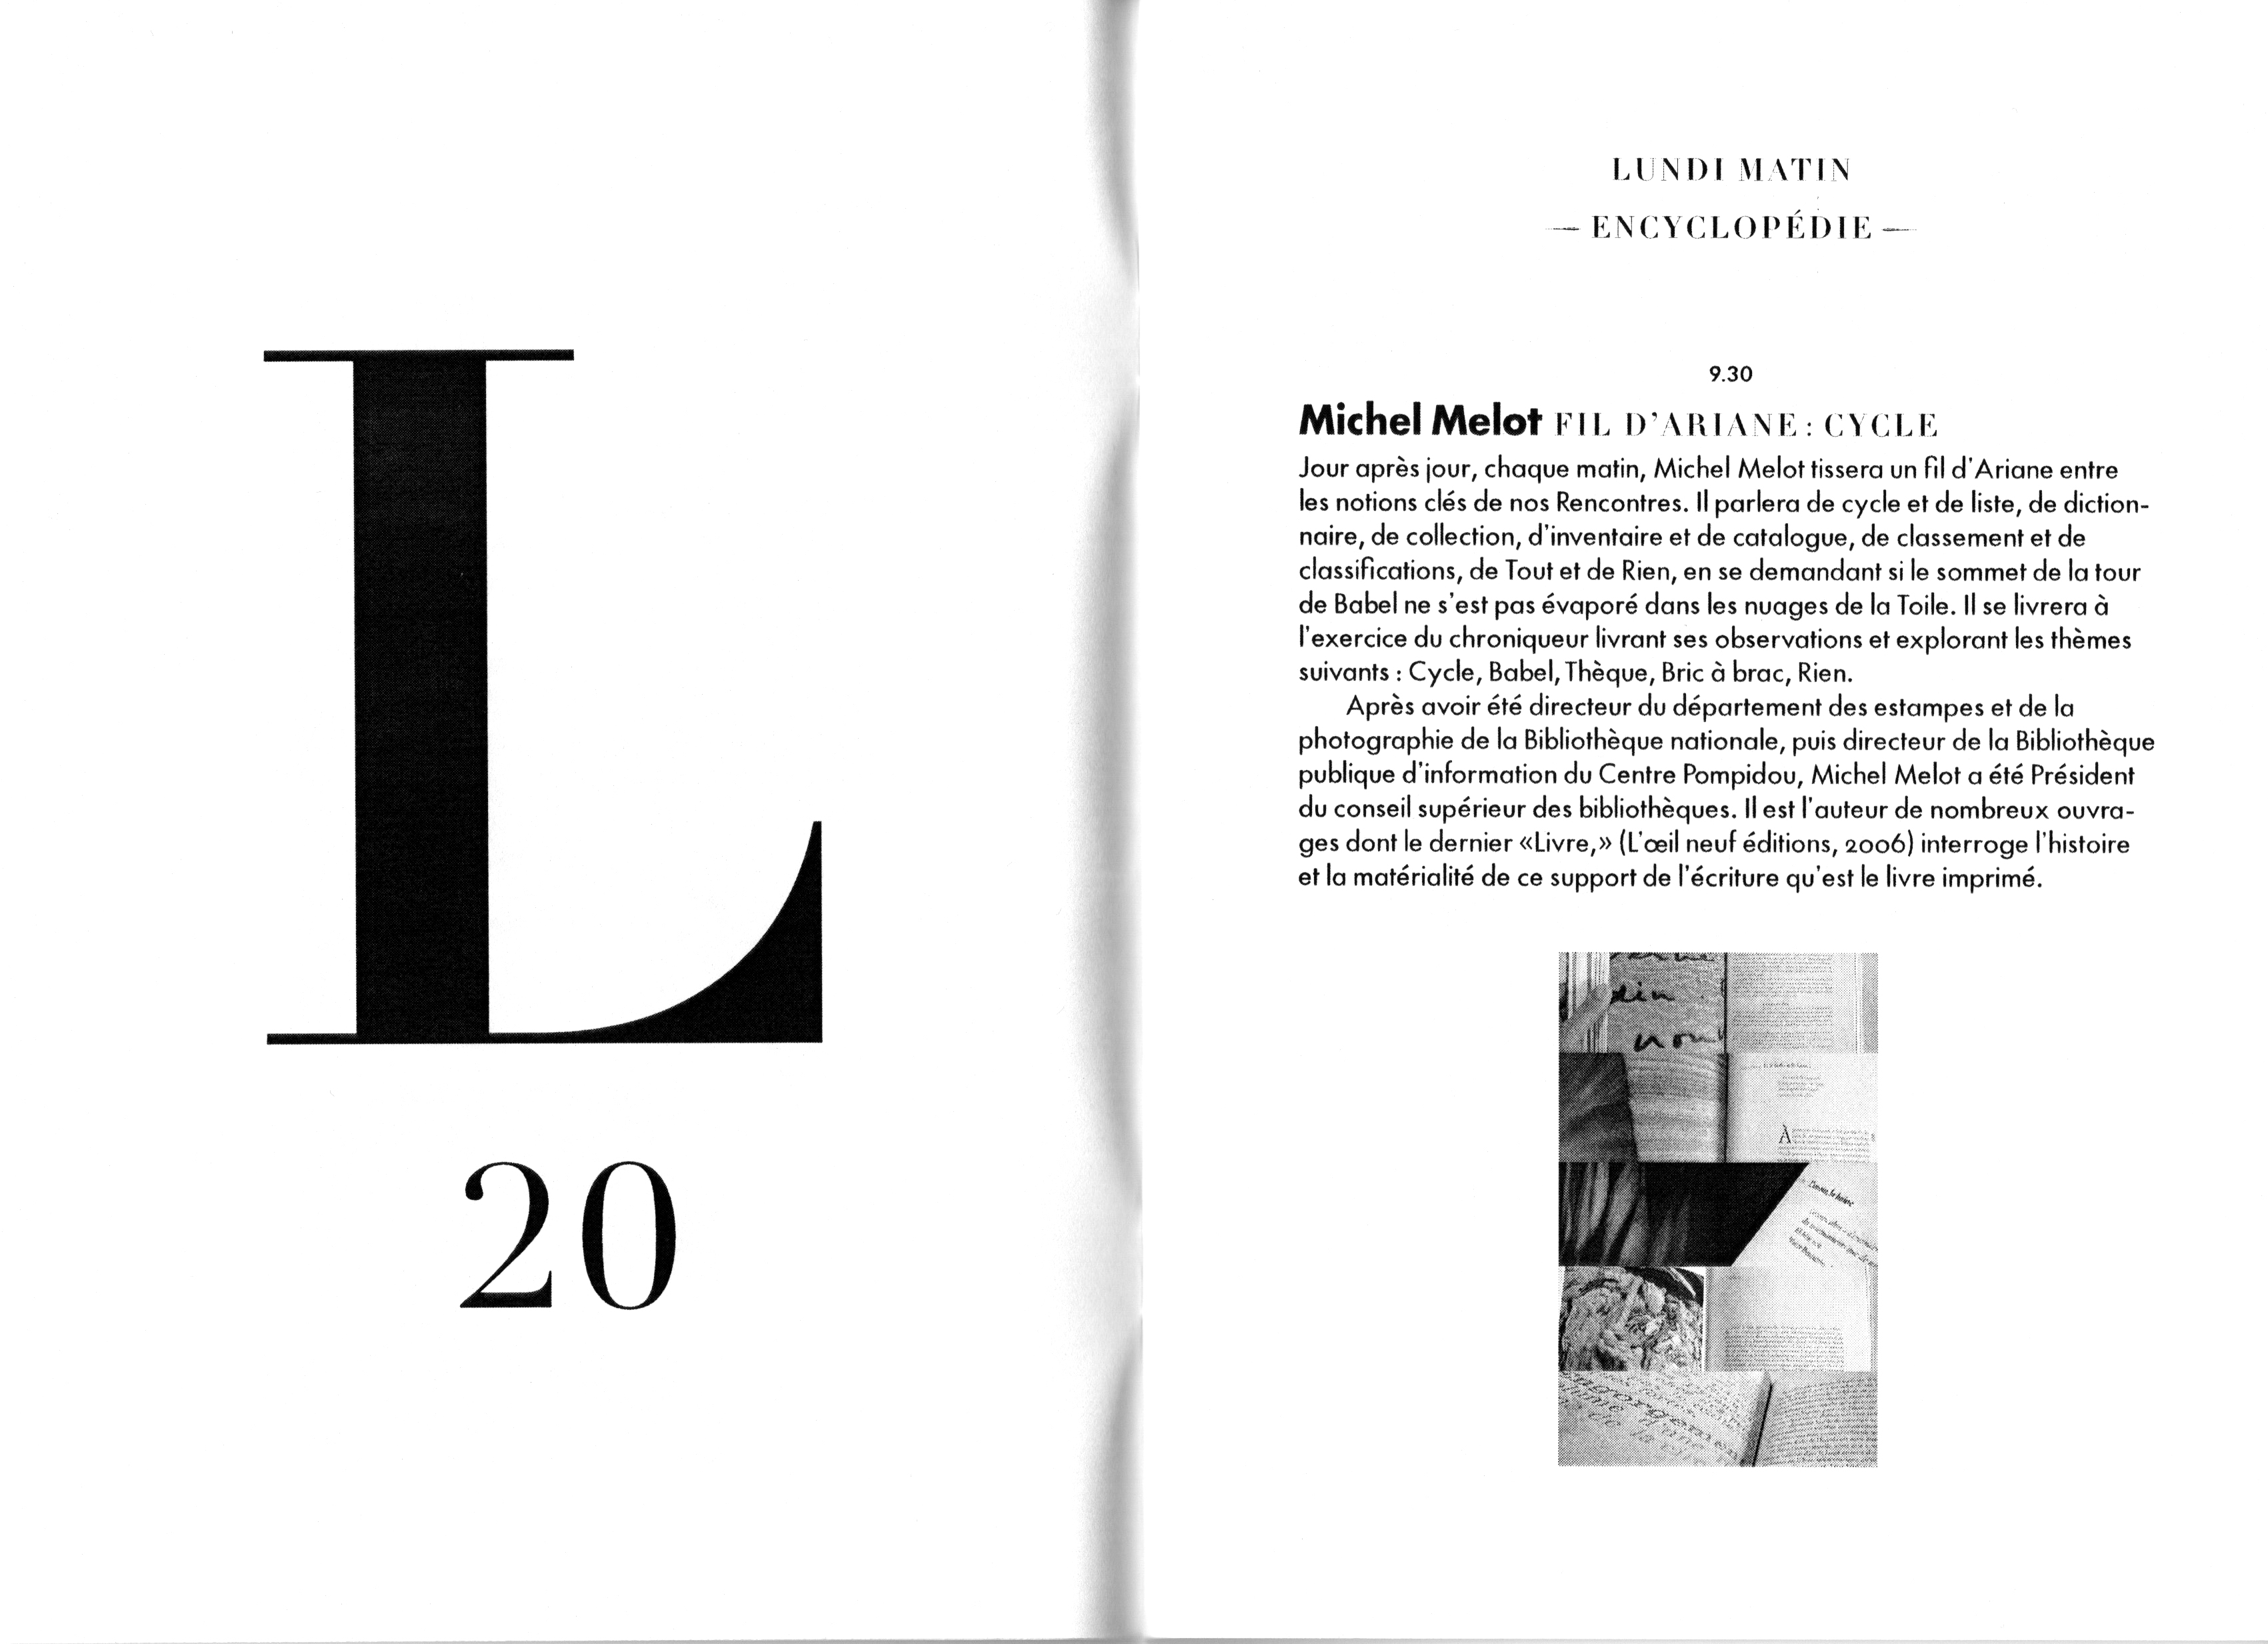 L
20
LUNDI MATIN
— ENCYCLOPÉDIE —
9.30
Michel Melot FIL D'ARIANE : CYCLE
Jour après jour, chaque matin, Michel Melot tissera un fil d'Ariane entre
les notions clés de nos Rencontres. Il parlera de cycle et de liste, de diction-
naire, de collection, d'inventaire et de catalogue, de classement et de
classifications, de Tout et de Rien, en se demandant si le sommet de la tour
de Babel ne s'est pas évaporé dans les nuages de la Toile. Il se livrera à
l'exercice du chroniqueur livrant ses observations et explorant les thèmes
suivants : Cycle, Babel, Thèque, Bric à brac, Rien.
Après avoir été directeur du département des estampes et de la
photographie de la Bibliothèque nationale, puis directeur de la Bibliothèque
publique d'information du Centre Pompidou, Michel Melot a été Président
du conseil supérieur des bibliothèques. Il est l'auteur de nombreux ouvra-
ges dont le dernier «Livre,» (L'œil neuf éditions, 2006) interroge l'histoire
et la matérialité de ce support de l'écriture qu'est le livre imprimé.
À